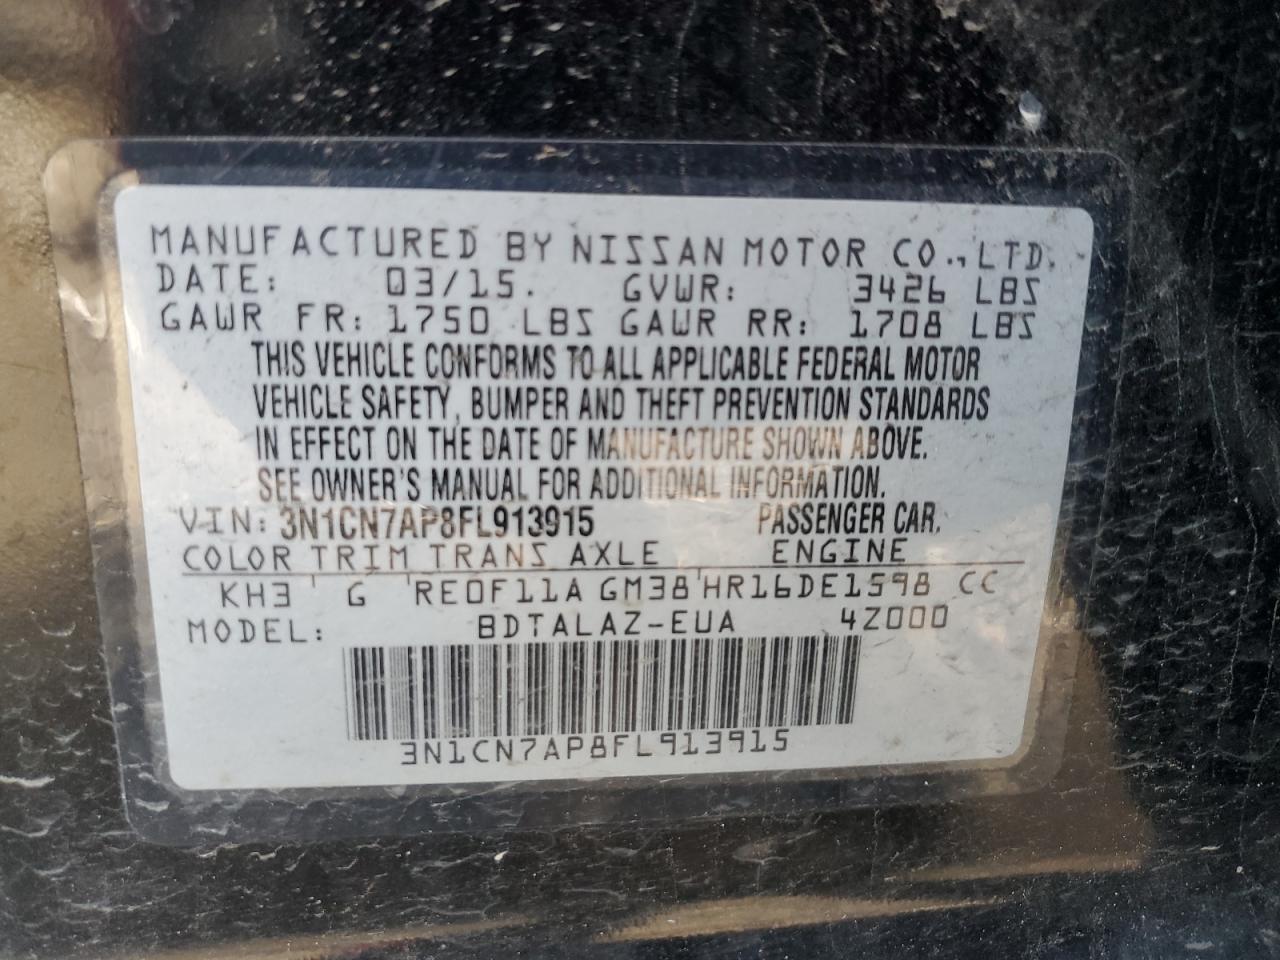 MANUFACTURED BY NISSAN MOTOR CO., LTD.
DATE: 03/15. GVWR: 3426 LBS
GAWR FR: 1750 LBS GAWR RR: 1708 LBS
THIS VEHICLE CONFORMS TO ALL APPLICABLE FEDERAL MOTOR
VEHICLE SAFETY, BUMPER AND THEFT PREVENTION STANDARDS
IN EFFECT ON THE DATE OF MANUFACTURE SHOWN ABOVE.
SEE OWNER'S MANUAL FOR ADDITIONAL INFORMATION.
VIN: 3N1CN7AP8FL913915 PASSENGER CAR.
COLOR TRIM TRANS AXLE ENGINE
KH3 ' G ' RE0F11A GM38 ' HR16DE1598 CC
MODEL: BDTALAZ-EUA 4Z000
3N1CN7AP8FL913915